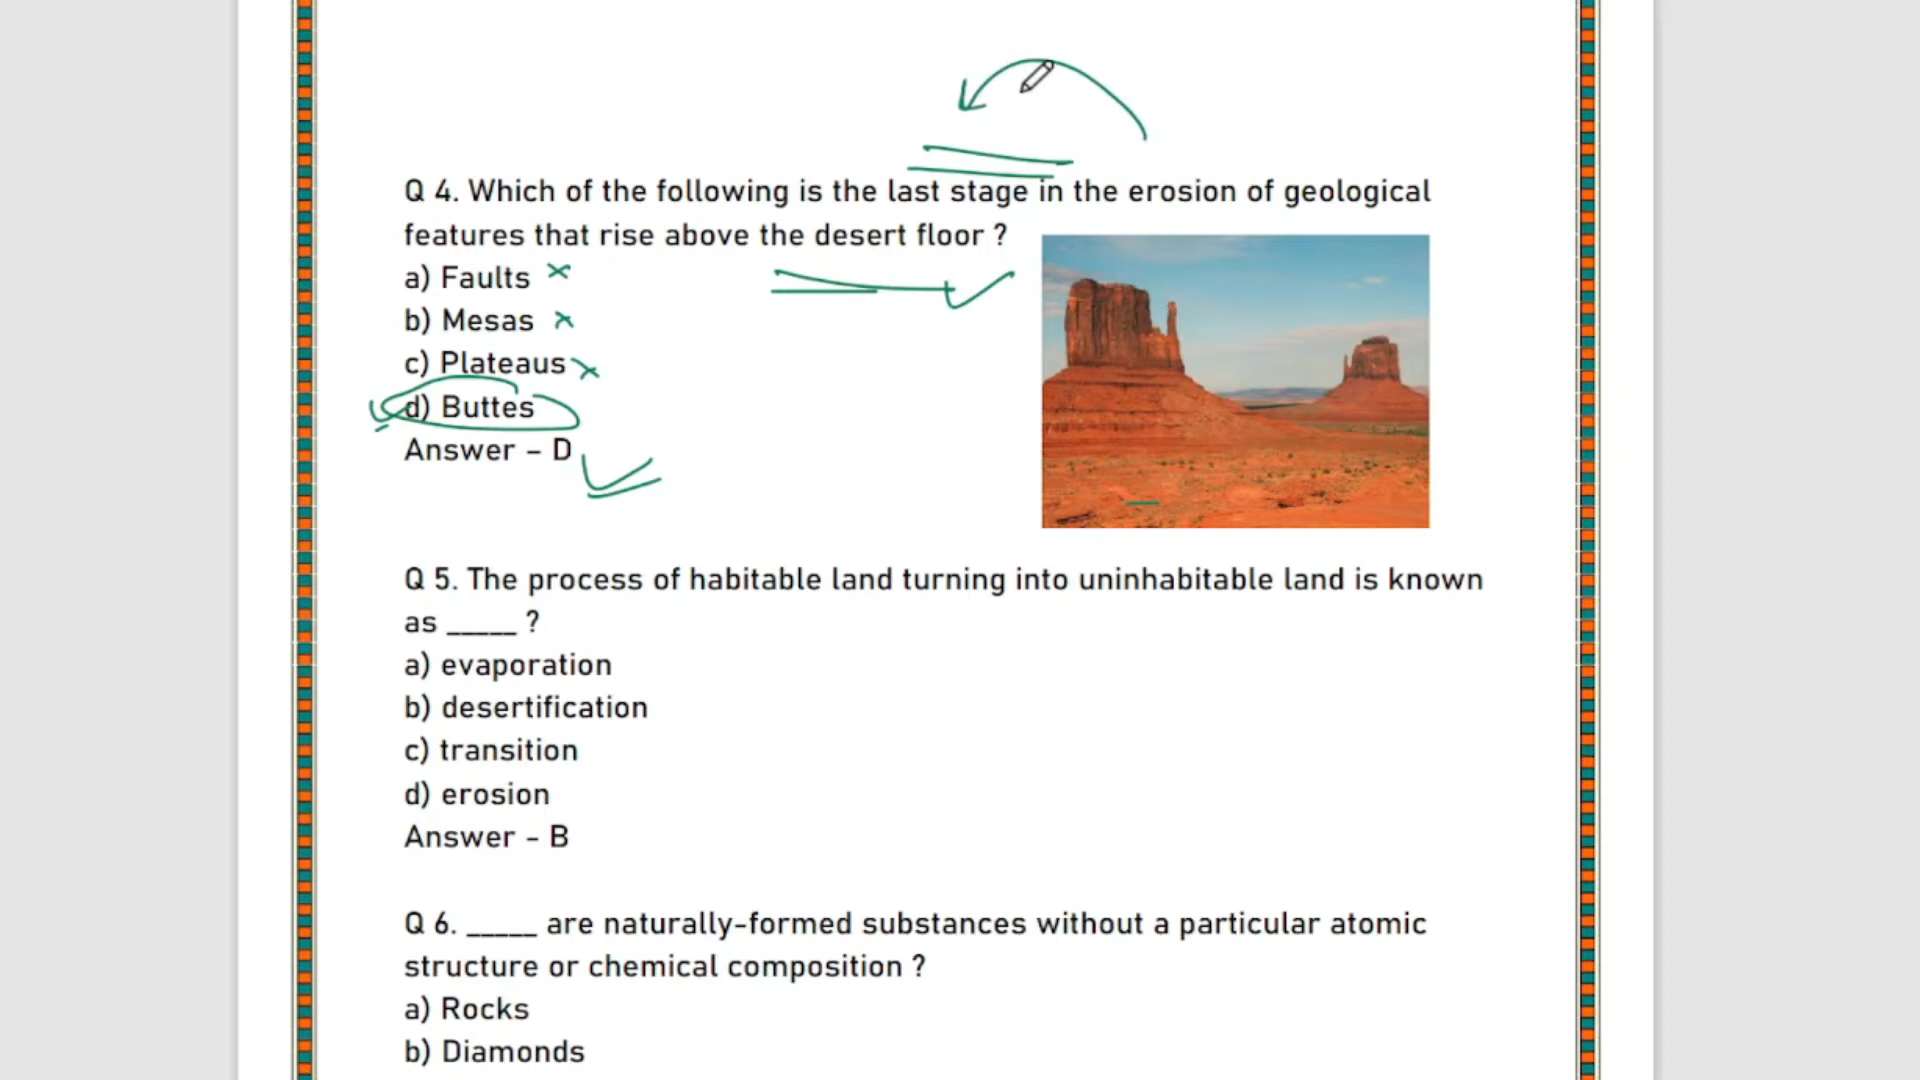 Q 4. Which of the following is the last stage in the erosion of geological
features that rise above the desert floor ?
a) Faults
b) Mesas
c) Plateaus
d) Buttes
Answer – D
Q 5. The process of habitable land turning into uninhabitable land is known
as _____ ?
a) evaporation
b) desertification
c) transition
d) erosion
Answer - B
Q 6. _____ are naturally-formed substances without a particular atomic
structure or chemical composition ?
a) Rocks
b) Diamonds